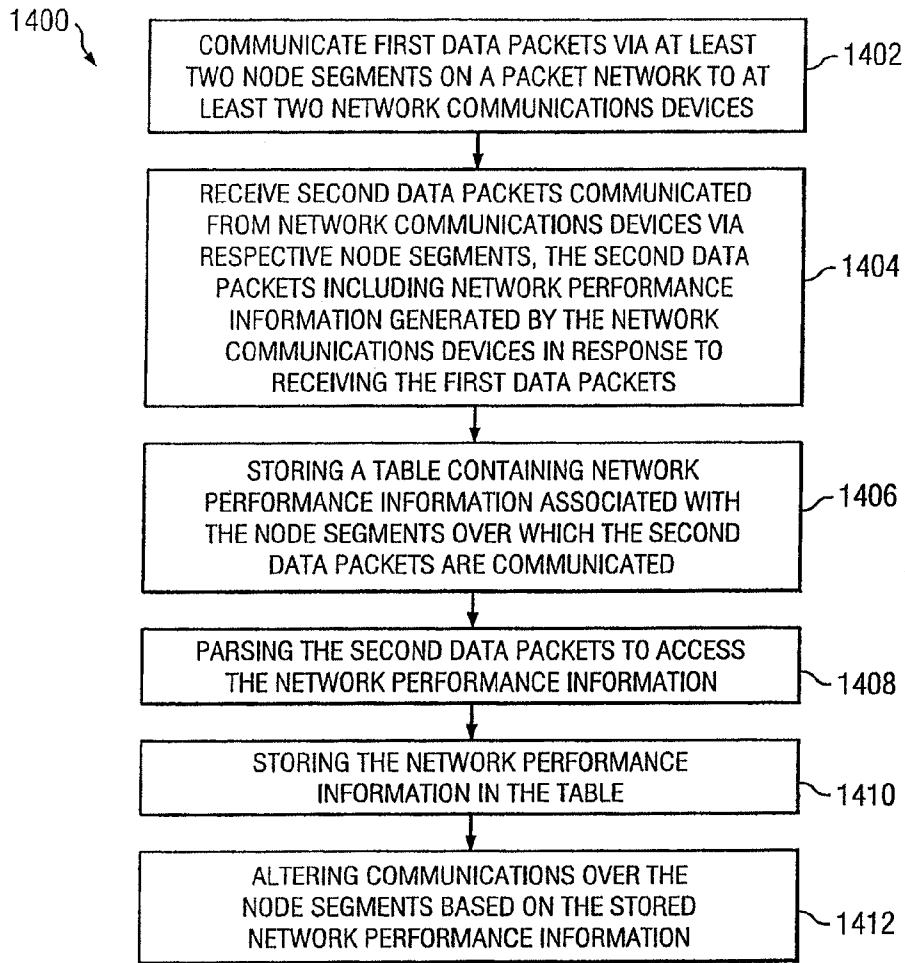 1400
COMMUNICATE FIRST DATA PACKETS VIA AT LEAST
TWO NODE SEGMENTS ON A PACKET NETWORK TO AT
LEAST TWO NETWORK COMMUNICATIONS DEVICES
1402
RECEIVE SECOND DATA PACKETS COMMUNICATED
FROM NETWORK COMMUNICATIONS DEVICES VIA
RESPECTIVE NODE SEGMENTS, THE SECOND DATA
PACKETS INCLUDING NETWORK PERFORMANCE
INFORMATION GENERATED BY THE NETWORK
COMMUNICATIONS DEVICES IN RESPONSE TO
RECEIVING THE FIRST DATA PACKETS
1404
STORING A TABLE CONTAINING NETWORK
PERFORMANCE INFORMATION ASSOCIATED WITH
THE NODE SEGMENTS OVER WHICH THE SECOND
DATA PACKETS ARE COMMUNICATED
1406
PARSING THE SECOND DATA PACKETS TO ACCESS
THE NETWORK PERFORMANCE INFORMATION
1408
STORING THE NETWORK PERFORMANCE
INFORMATION IN THE TABLE
1410
ALTERING COMMUNICATIONS OVER THE
NODE SEGMENTS BASED ON THE STORED
NETWORK PERFORMANCE INFORMATION
1412